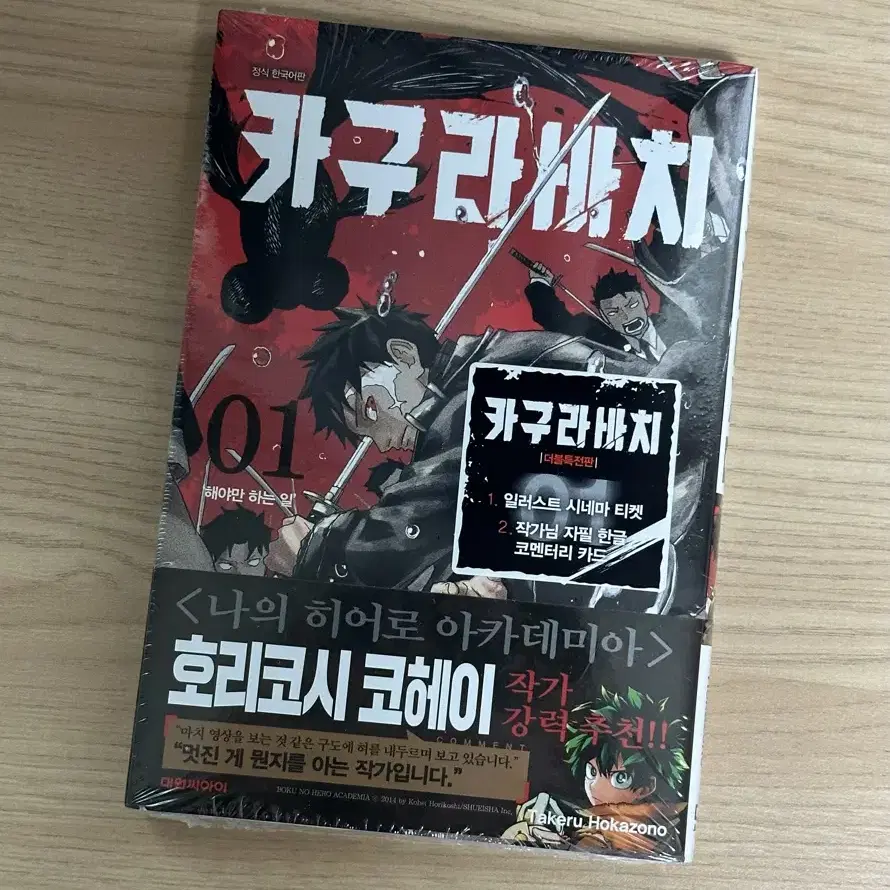 정식 한국어판
카구라바치
01
'해야만 하는 일'
카구라바치
|더블특전판|
1. 일러스트 시네마 티켓
2. 작가님 자필 한글
코멘터리 카드
<나의 히어로 아카데미아>
호리코시 코헤이
작가
강력 추천!!
COMMENT
"마치 영상을 보는 것 같은 구도에 혀를 내두르며 보고 있습니다."
"멋진 게 뭔지를 아는 작가입니다."
대원씨아이
BOKU NO HERO ACADEMIA © 2014 by Kohei Horikoshi/SHUEISHA Inc.
Takeru Hokazono